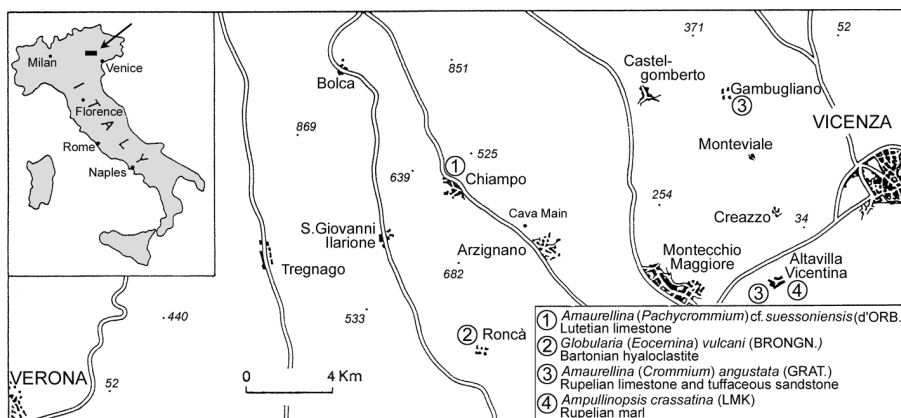 Milan
Venice
Florence
ITALY
Rome
Naples
Bolca
851
371
52
Castel-
gomberto
Gambugliano
3
869
VICENZA
Monteviale
525
1
639
Chiampo
254
Creazzo
34
Cava Main
S.Giovanni
Ilarione
Arzignano
Tregnago
682
Montecchio
Maggiore
Altavilla
Vicentina
3 4
440
533
2 Roncà
VERONA
52
0 4 Km
1 Amaurellina (Pachycrommium) cf. suessoniensis (d'ORB.)
Lutetian limestone
2 Globularia (Eocernina) vulcani (BRONGN.)
Bartonian hyaloclastite
3 Amaurellina (Crommium) angustata (GRAT.)
Rupelian limestone and tuffaceous sandstone
4 Ampullinopsis crassatina (LMK)
Rupelian marl